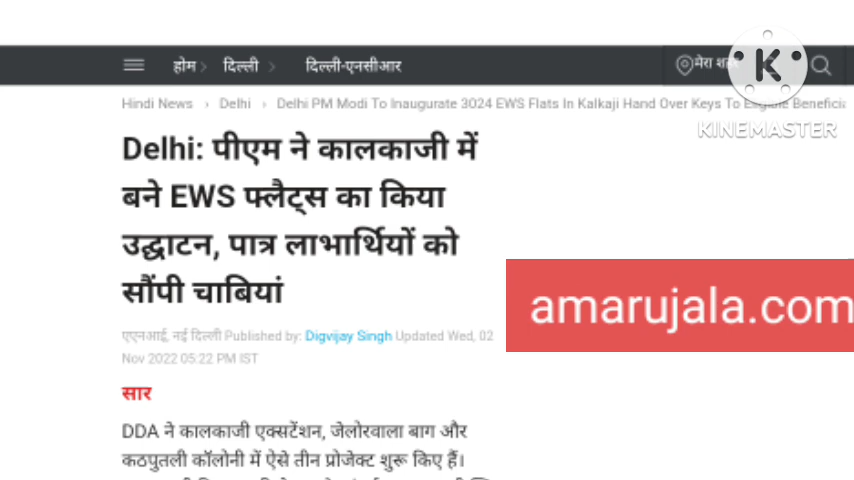 होम दिल्ली दिल्ली-एनसीआर मेरा
Hindi News Delhi Delhi PM Modi To Inaugurate 3024 EWS Flats In Kalkaji Hand Over Keys To Eligible
KINEMASTER
Delhi: पीएम ने कालकाजी में
बने EWS फ्लैट्स का किया
उद्घाटन, पात्र लाभार्थियों को
सौंपी चाबियां
amarujala.com
एएनआई, नई दिल्ली Published by: Digvijay Singh Updated Wed, 02
Nov 2022 05:22 PM IST
सार
DDA ने कालकाजी एक्सटेंशन, जेलोरवाला बाग और
कठपुतली कॉलोनी में ऐसे तीन प्रोजेक्ट शुरू किए हैं।